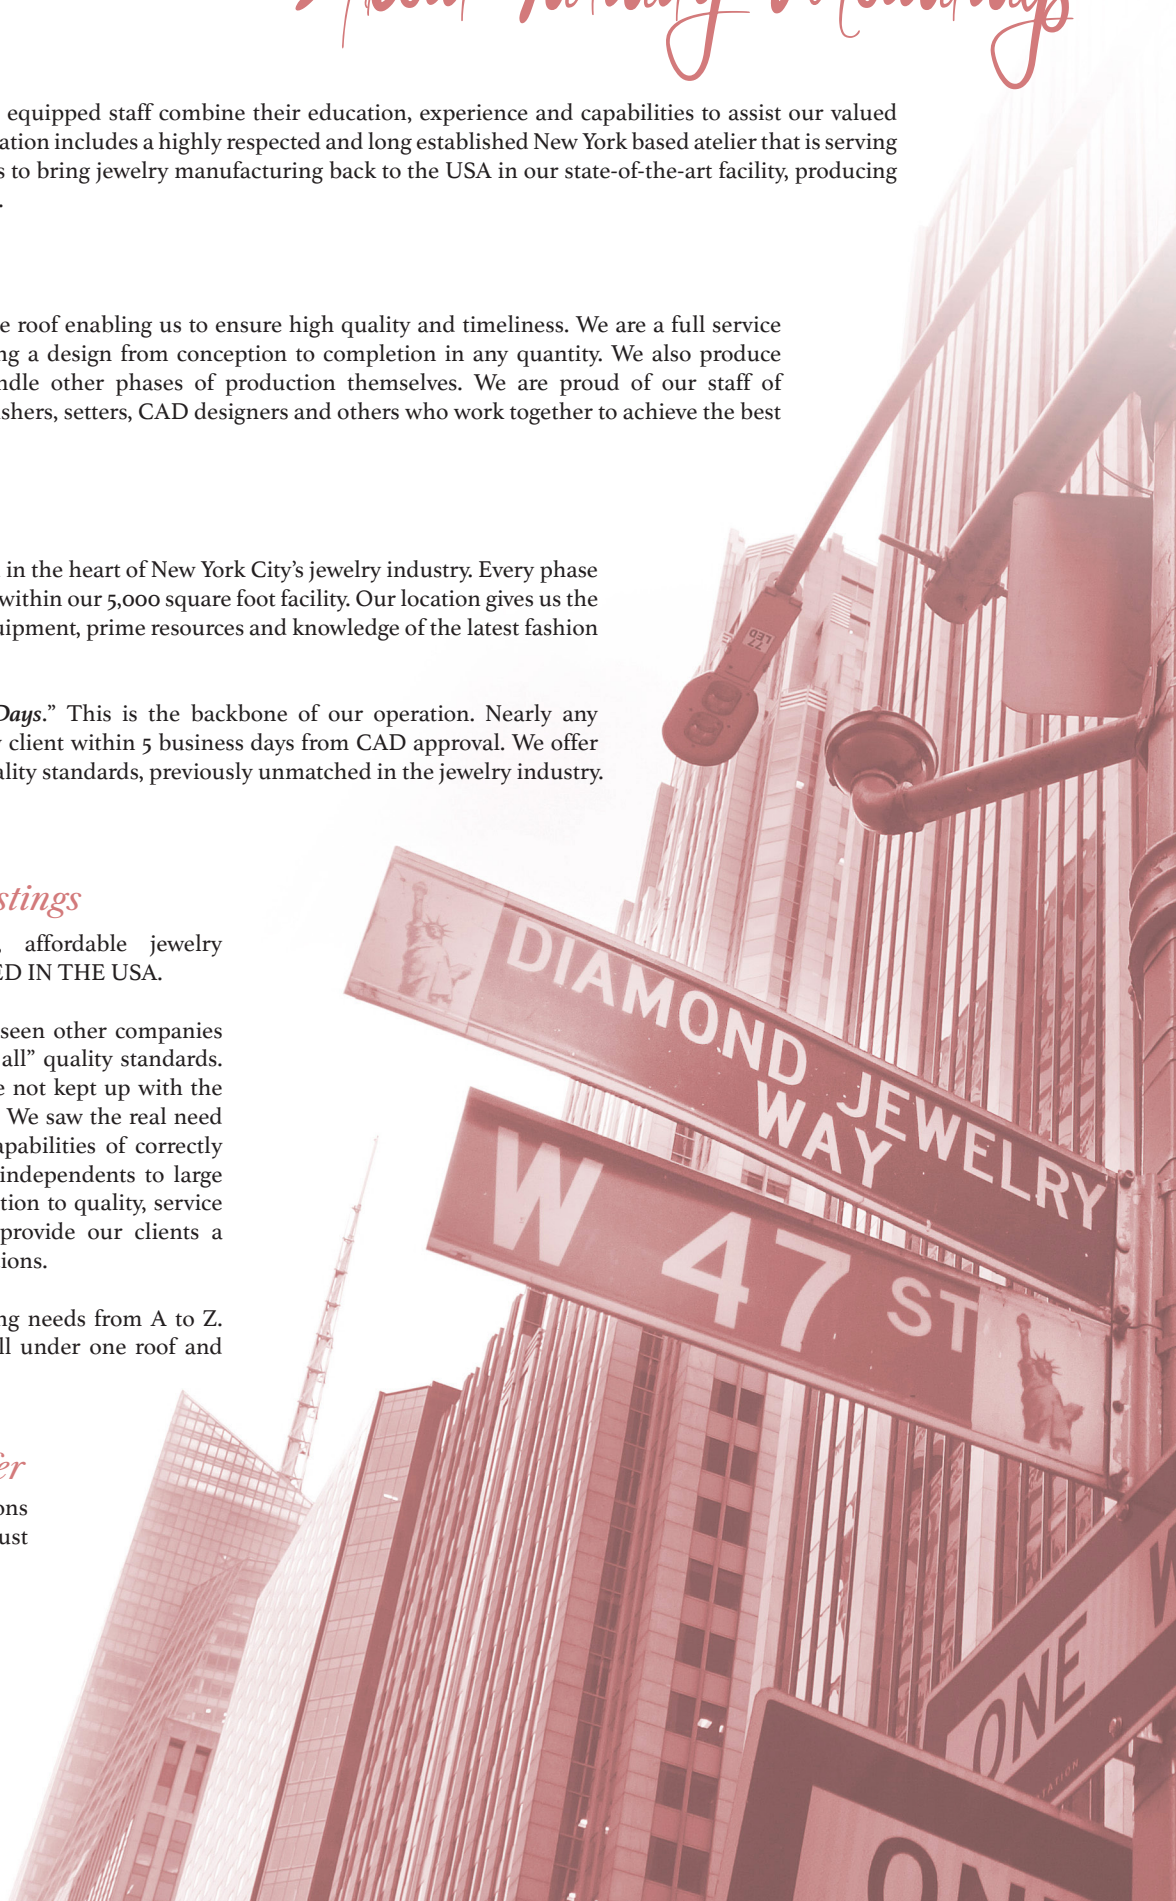 equipped staff combine their education, experience and capabilities to assist our valued
ation includes a highly respected and long established New York based atelier that is serving
s to bring jewelry manufacturing back to the USA in our state-of-the-art facility, producing
.
e roof enabling us to ensure high quality and timeliness. We are a full service
ng a design from conception to completion in any quantity. We also produce
ndle other phases of production themselves. We are proud of our staff of
shers, setters, CAD designers and others who work together to achieve the best
in the heart of New York City's jewelry industry. Every phase
within our 5,000 square foot facility. Our location gives us the
uipment, prime resources and knowledge of the latest fashion
Days." This is the backbone of our operation. Nearly any
client within 5 business days from CAD approval. We offer
ality standards, previously unmatched in the jewelry industry.
stings
, affordable jewelry
ED IN THE USA.
seen other companies
all" quality standards.
e not kept up with the
We saw the real need
apabilities of correctly
independents to large
tion to quality, service
provide our clients a
ions.
ng needs from A to Z.
ll under one roof and
fer
ons
ust
77
LED
DIAMOND JEWELRY
WAY
W 47 ST
ONE W
ON